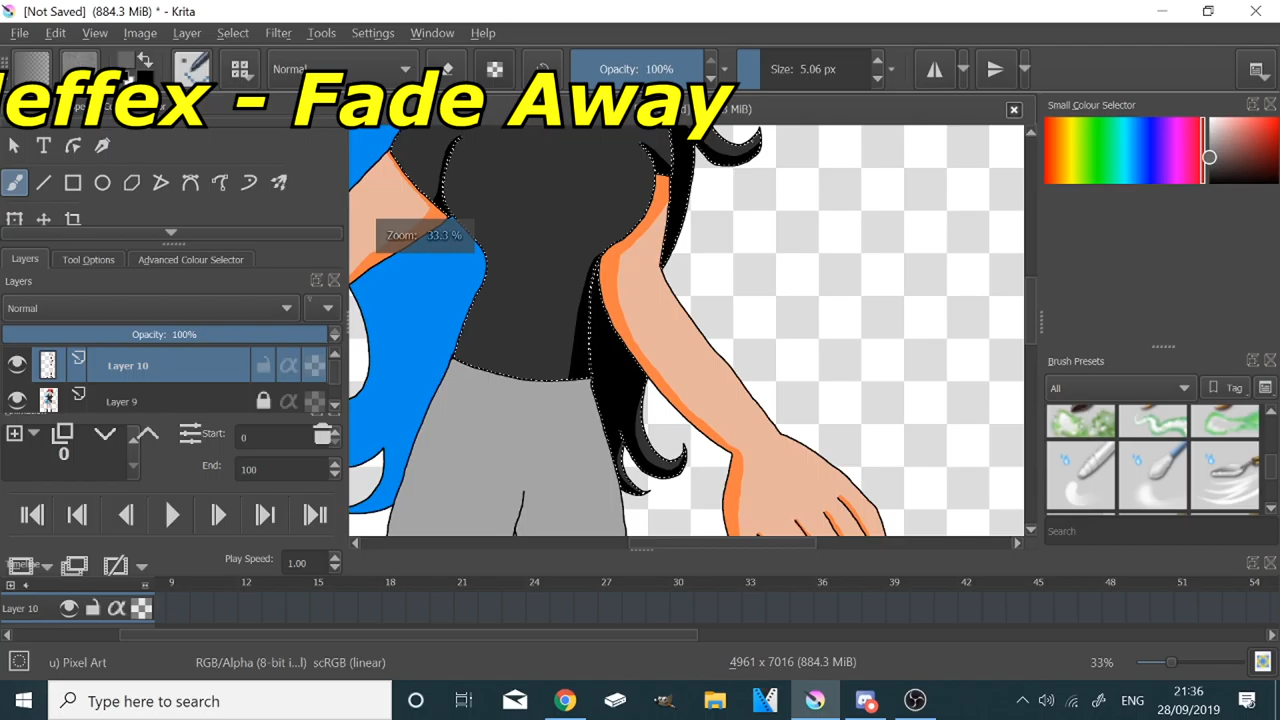 [Not Saved] (884.3 MiB) * - Krita
File Edit View Image Layer Select Filter Tools Settings Window Help
Normal
Opacity: 100%
Size: 5.06 px
effex - Fade Away
MiB)
Small Colour Selector
Zoom: 33.3 %
Layers Tool Options Advanced Colour Selector
Layers
Normal
Opacity: 100%
Layer 10
Layer 9
Start: 0
0
End: 100
Play Speed: 1.00
Brush Presets
All
Tag
Search
9 12 15 18 21 24 27 30 33 36 39 42 45 48 51 54
Layer 10
u) Pixel Art
RGB/Alpha (8-bit i...l) scRGB (linear)
4961 x 7016 (884.3 MiB)
33%
Type here to search
ENG
21:36
28/09/2019